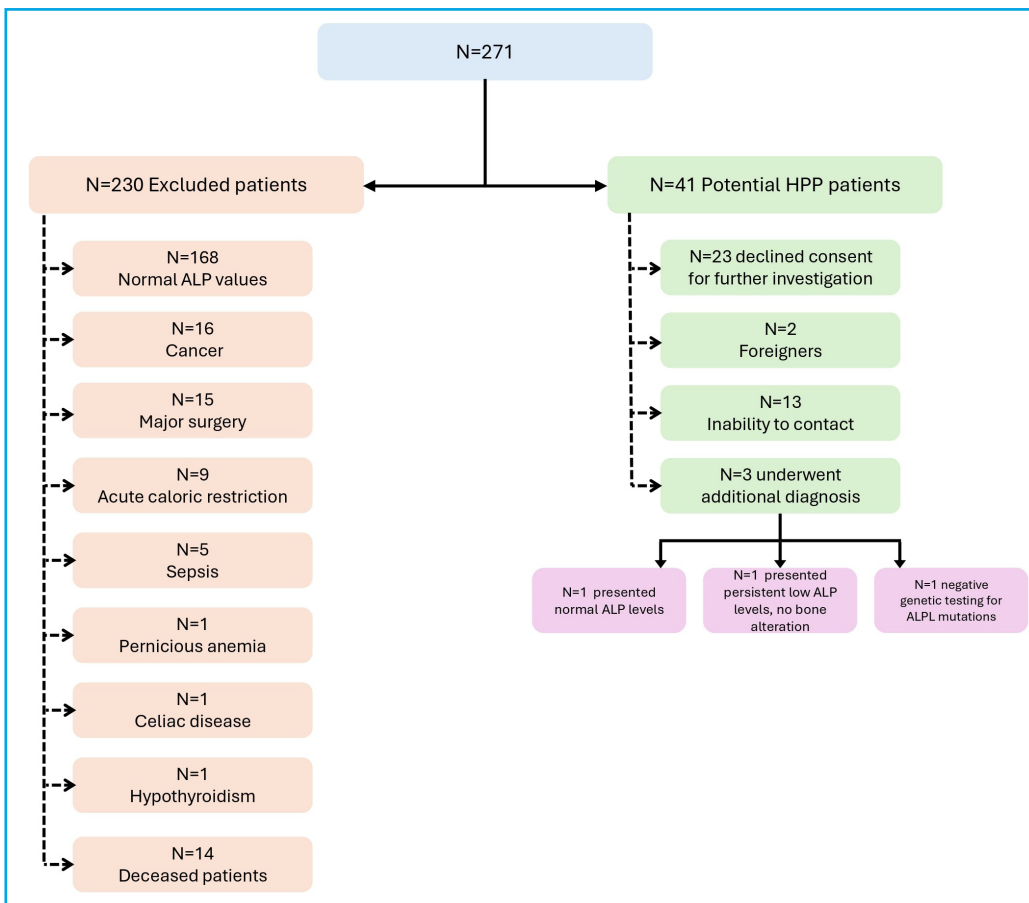 N=271
N=230 Excluded patients
N=168
Normal ALP values
N=16
Cancer
N=15
Major surgery
N=9
Acute caloric restriction
N=5
Sepsis
N=1
Pernicious anemia
N=1
Celiac disease
N=1
Hypothyroidism
N=14
Deceased patients
N=41 Potential HPP patients
N=23 declined consent
for further investigation
N=2
Foreigners
N=13
Inability to contact
N=3 underwent
additional diagnosis
N=1 presented
normal ALP levels
N=1 presented
persistent low ALP
levels, no bone
alteration
N=1 negative
genetic testing for
ALPL mutations